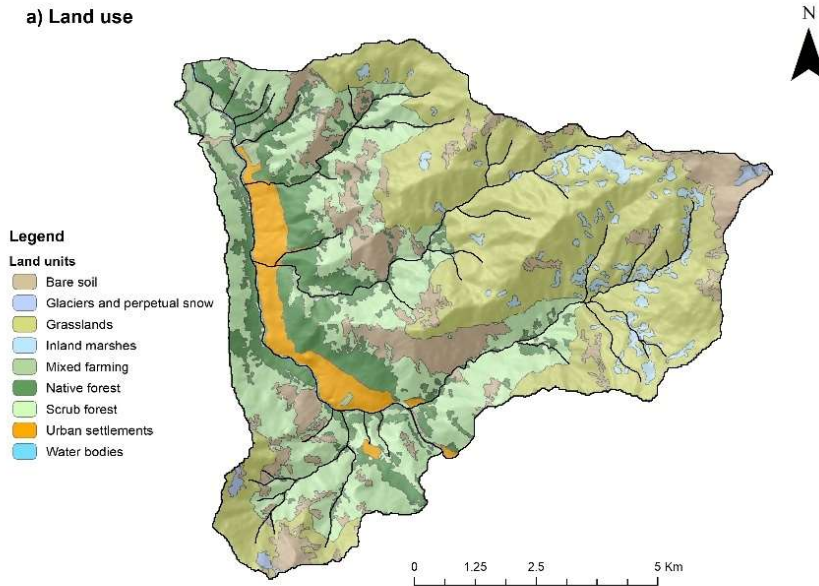 a) Land use
N
Legend
Land units
Bare soil
Glaciers and perpetual snow
Grasslands
Inland marshes
Mixed farming
Native forest
Scrub forest
Urban settlements
Water bodies
0 1.25 2.5 5 Km